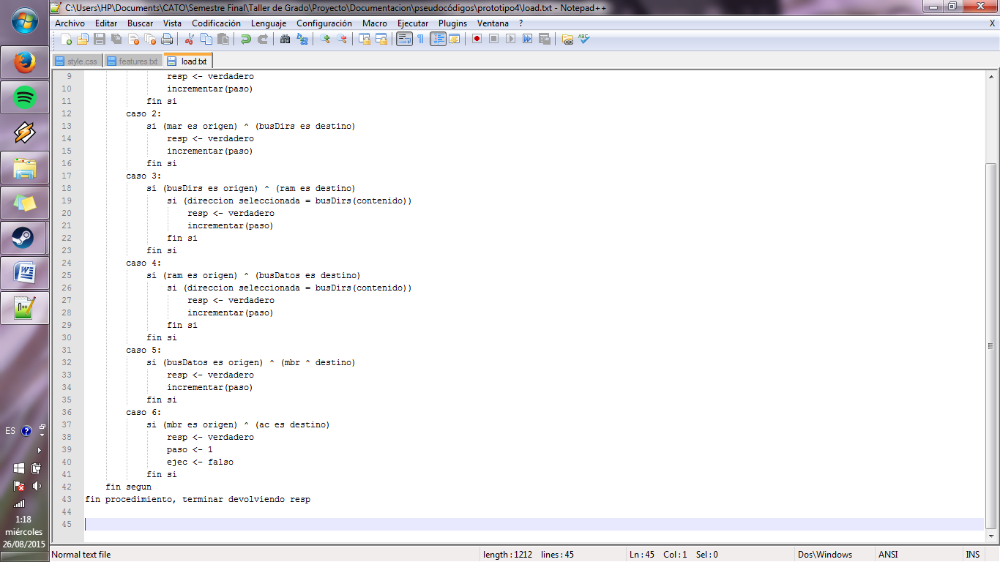 C:\Users\HP\Documents\CATO\Semestre Final\Taller de Grado\Proyecto\Documentacion\pseudocódigos\prototipo4\load.txt - Notepad++
Archivo Editar Buscar Vista Codificación Lenguaje Configuración Macro Ejecutar Plugins Ventana ? X
style.css features.txt load.txt
9 resp <- verdadero
10 incrementar(paso)
11 fin si
12 caso 2:
13 si (mar es origen) ^ (busDirs es destino)
14 resp <- verdadero
15 incrementar(paso)
16 fin si
17 caso 3:
18 si (busDirs es origen) ^ (ram es destino)
19 si (direccion seleccionada = busDirs(contenido))
20 resp <- verdadero
21 incrementar(paso)
22 fin si
23 fin si
24 caso 4:
25 si (ram es origen) ^ (busDatos es destino)
26 si (direccion seleccionada = busDirs(contenido))
27 resp <- verdadero
28 incrementar(paso)
29 fin si
30 fin si
31 caso 5:
32 si (busDatos es origen) ^ (mbr ^ destino)
33 resp <- verdadero
34 incrementar(paso)
35 fin si
36 caso 6:
37 si (mbr es origen) ^ (ac es destino)
38 resp <- verdadero
39 paso <- 1
40 ejec <- falso
41 fin si
42 fin segun
43 fin procedimiento, terminar devolviendo resp
44
45
Normal text file length : 1212 lines : 45 Ln : 45 Col : 1 Sel : 0 Dos\Windows ANSI INS
ES
1:18
miércoles
26/08/2015